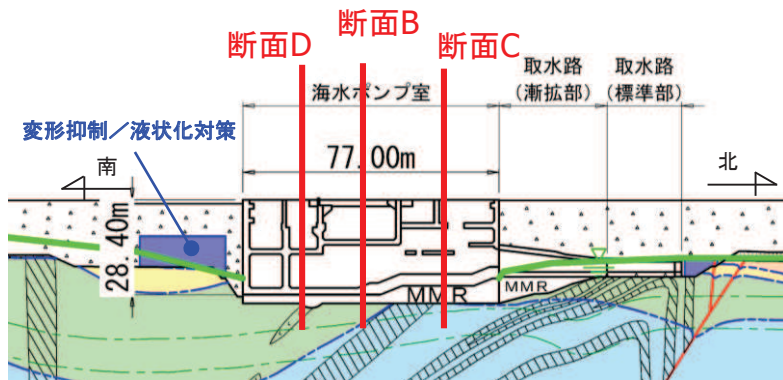 断面D
断面B
断面C
海水ポンプ室
取水路
(漸拡部)
取水路
(標準部)
変形抑制／液状化対策
77.00m
南
北
28.40m
MMR
MMR